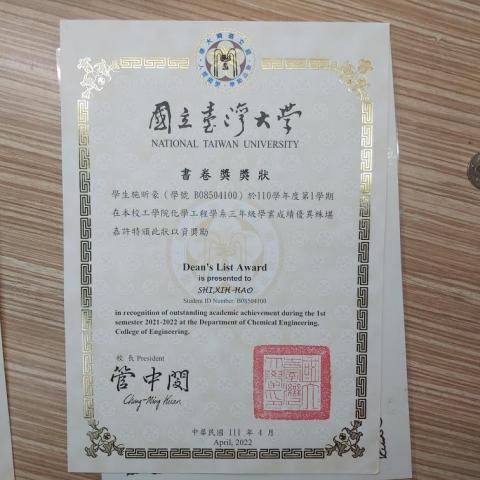 國立臺灣大學
NATIONAL TAIWAN UNIVERSITY
書卷獎獎狀
學生施昕豪（學號 B08504100）於110學年度第1學期
在本校工學院化學工程學系三年級學業成績優異殊堪
嘉許特頒此狀以資獎勵
Dean's List Award
is presented to
SHI,XIH-HAO
Student ID Number: B08504100
in recognition of outstanding academic achievement during the 1st
semester 2021-2022 at the Department of Chemical Engineering,
College of Engineering.
校 長 President
管中閔
Chung-Ming Kuan
中華民國 111 年 4 月
April, 2022